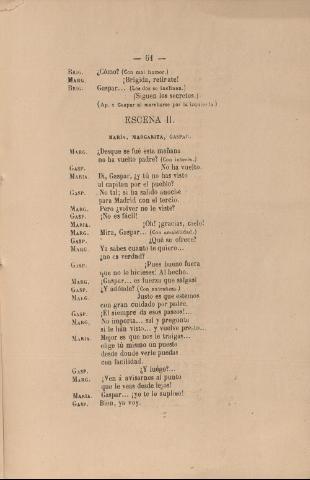 — 61 —
BRIG. ¿Cómo? (Con mal humor.)
MARG. ¡Brígida, retírate!
BRIG. Gaspar... (Los dos se inclinan.)
¡Siguen los secretos.)
(Ap. á Gaspar al marcharse por la izquierda.)
ESCENA II.
MARÍA, MARGARITA, GASPAR.
MARG. ¿Desque se fué esta mañana
no ha vuelto padre? (Con interés.)
GASP. No ha vuelto.
MARÍA. Di, Gaspar, ¿y tú no has visto
al capitan por el pueblo?
GASP. No tal; si ha salido anoche
para Madrid con el tercio.
MARG. Pero ¿volver no le viste?
GASP. ¡No es fácil!
MARÍA. ¡Oh! ¡gracias, cielo!
MARG. Mira, Gaspar... (Con amabilidad.)
GASP. ¿Qué se ofrece?
MARG. Ya sabes cuanto te quiero...
¿no es verdad?
GASP. ¡Pues bueno fuera
que no lo hicieses! Al hecho.
MARG. ¡Gaspar... es fuerza que salgas!
GASP. ¿Y adónde? (Con extrañeza.)
MARG. Justo es que estemos
con gran cuidado por padre.
GASP. ¡El siempre da esos paseos!...
MARG. No importa... sal y pregunta
si le han visto... y vuelve presto...
MARÍA. Mejor es que nos le traigas...
elige tú mismo un puesto
desde donde verle puedas
con facilidad.
GASP. ¿Y luégo?...
MARG. ¡Ven á avisarnos al punto
que le veas desde lejos!
MARÍA. Gaspar... ¡yo te lo suplico!
GASP. Bien, ya voy.